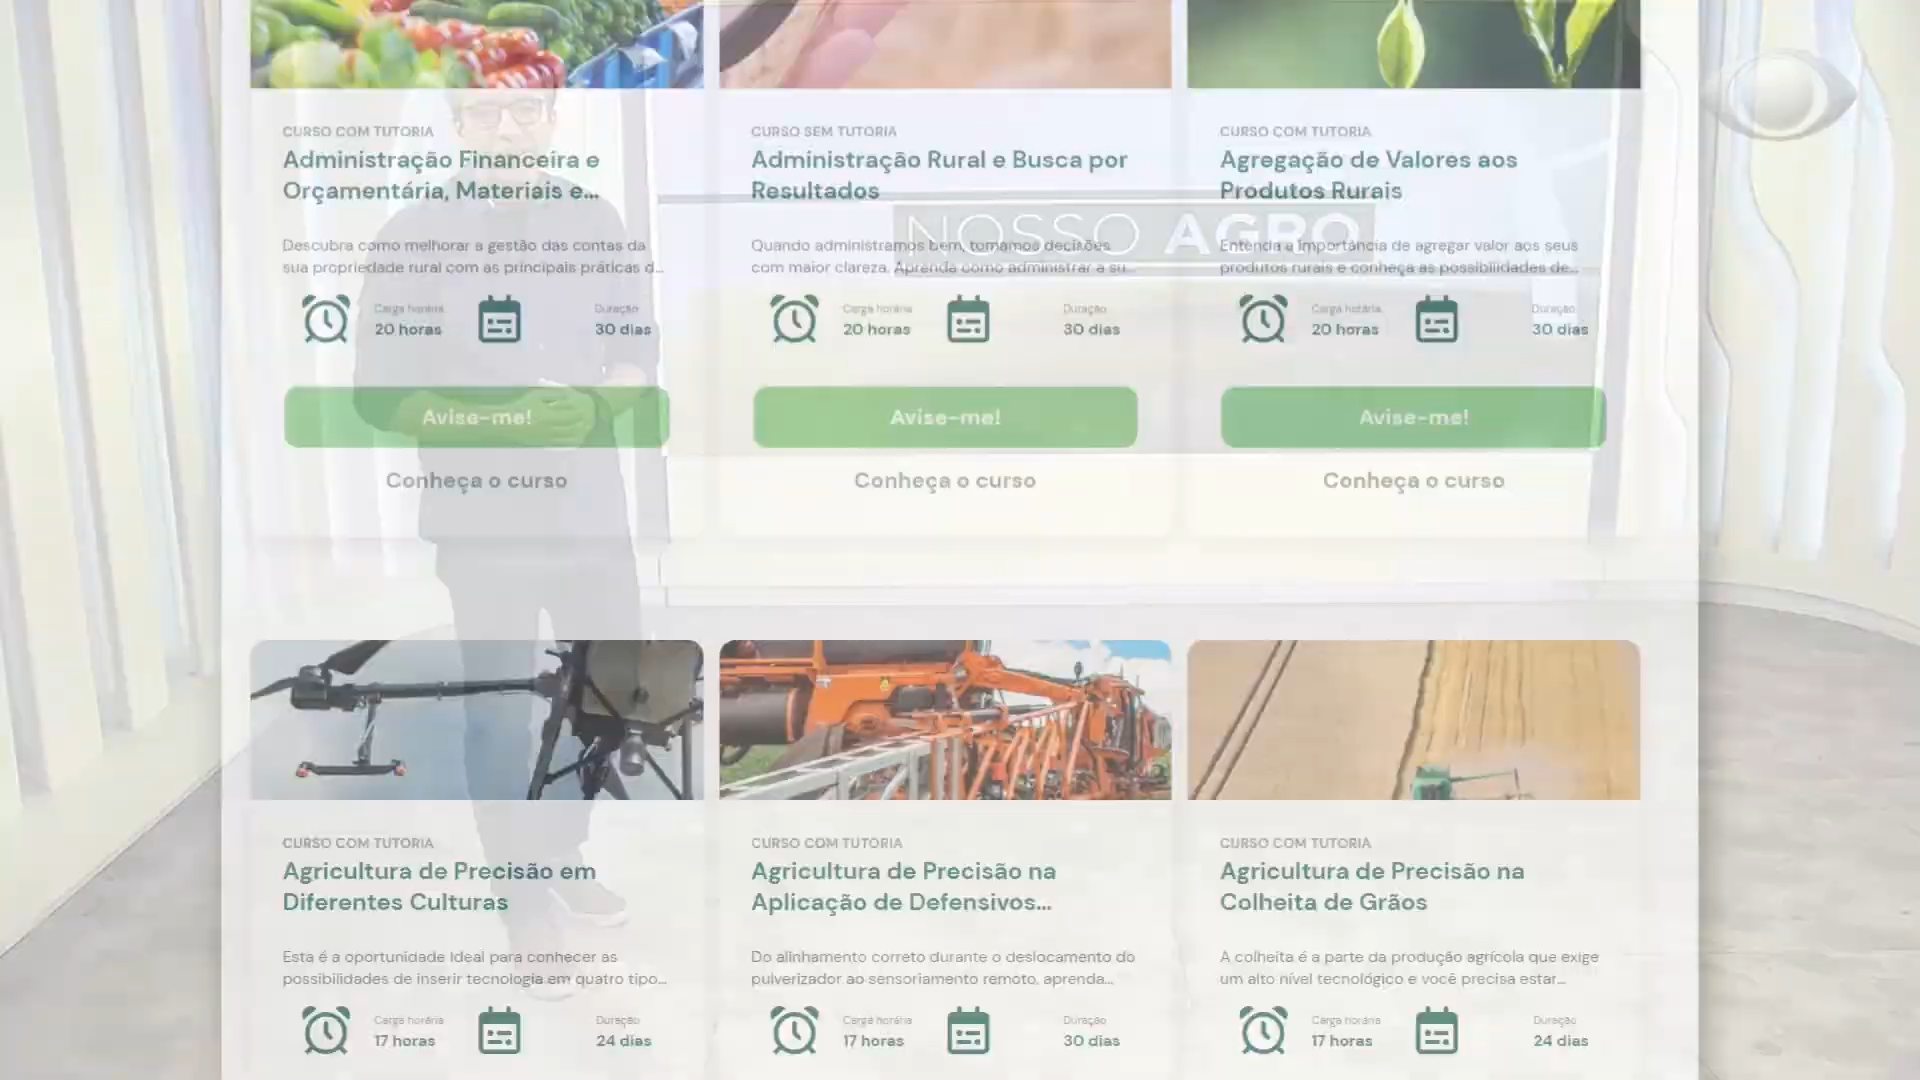 CURSO COM TUTORIA
Administração Financeira e
Orçamentária, Materiais e...
Descubra como melhorar a gestão das contas da
sua propriedade rural com as principais práticas d...
Carga horária
20 horas
Duração
30 dias
Avise-me!
Conheça o curso
CURSO SEM TUTORIA
Administração Rural e Busca por
Resultados
Quando administramos bem, tomamos decisões
com maior clareza. Aprenda como administrar a su...
Carga horária
20 horas
Duração
30 dias
Avise-me!
Conheça o curso
CURSO COM TUTORIA
Agregação de Valores aos
Produtos Rurais
Entenda a importância de agregar valor aos seus
produtos rurais e conheça as possibilidades de...
Carga horária
20 horas
Duração
30 dias
Avise-me!
Conheça o curso
NOSSO AGRO
CURSO COM TUTORIA
Agricultura de Precisão em
Diferentes Culturas
Esta é a oportunidade ideal para conhecer as
possibilidades de inserir tecnologia em quatro tipo...
Carga horária
17 horas
Duração
24 dias
CURSO COM TUTORIA
Agricultura de Precisão na
Aplicação de Defensivos...
Do alinhamento correto durante o deslocamento do
pulverizador ao sensoriamento remoto, aprenda...
Carga horária
17 horas
Duração
30 dias
CURSO COM TUTORIA
Agricultura de Precisão na
Colheita de Grãos
A colheita é a parte da produção agrícola que exige
um alto nível tecnológico e você precisa estar...
Carga horária
17 horas
Duração
24 dias